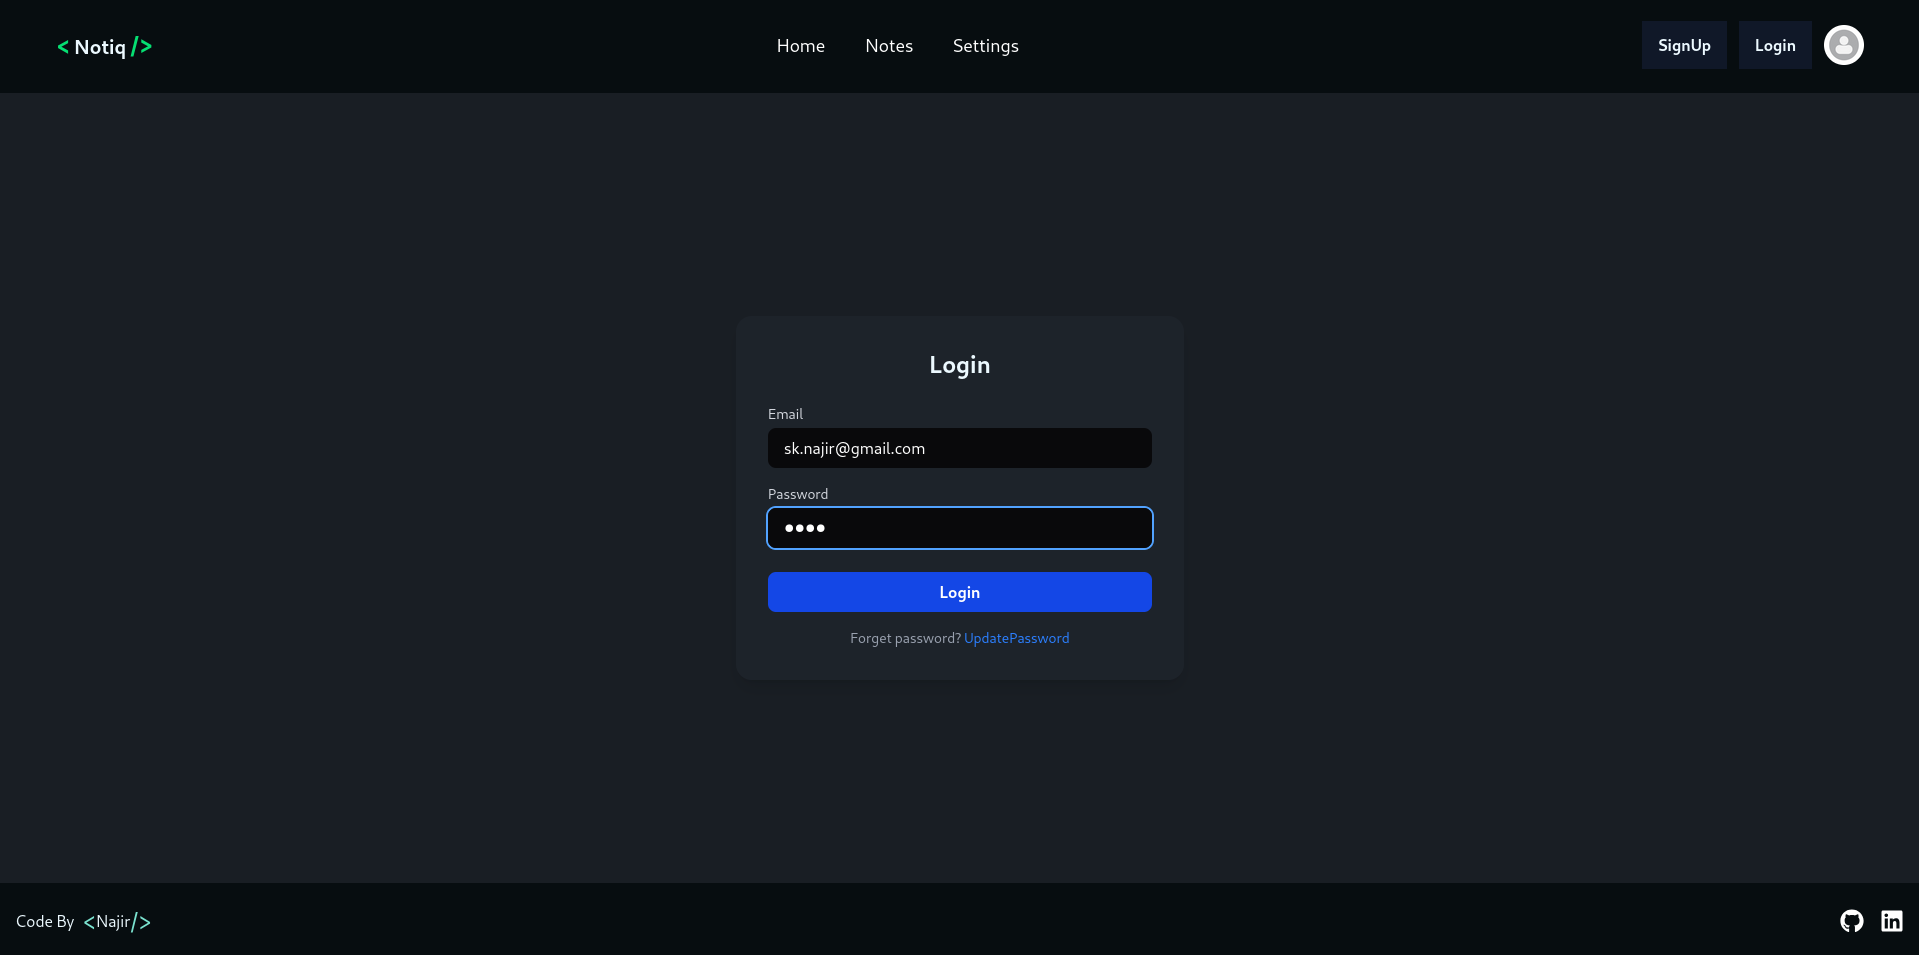 < Notiq />
Home
Notes
Settings
SignUp
Login
Login
Email
sk.najir@gmail.com
Password
●●●●
Login
Forget password? UpdatePassword
Code By <Najir/>
in